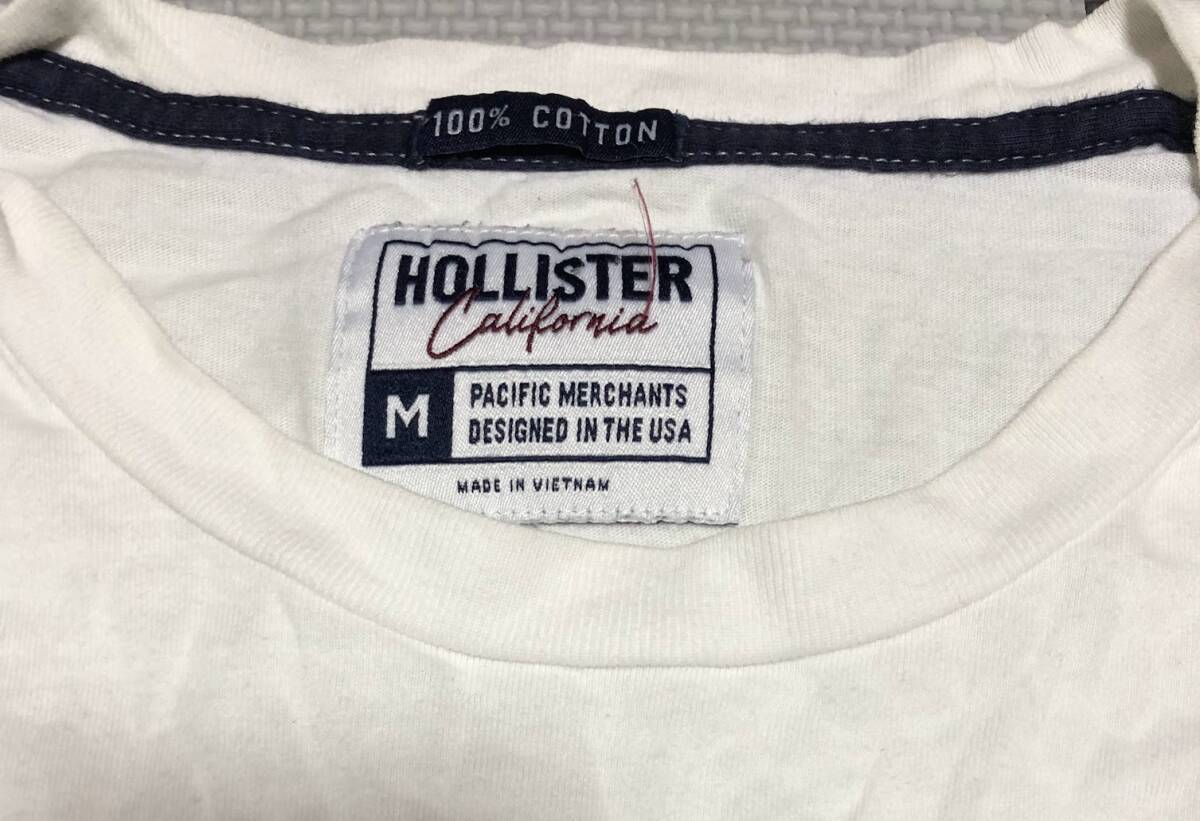 100% COTTON
HOLLISTER
California
M
PACIFIC MERCHANTS
DESIGNED IN THE USA
MADE IN VIETNAM